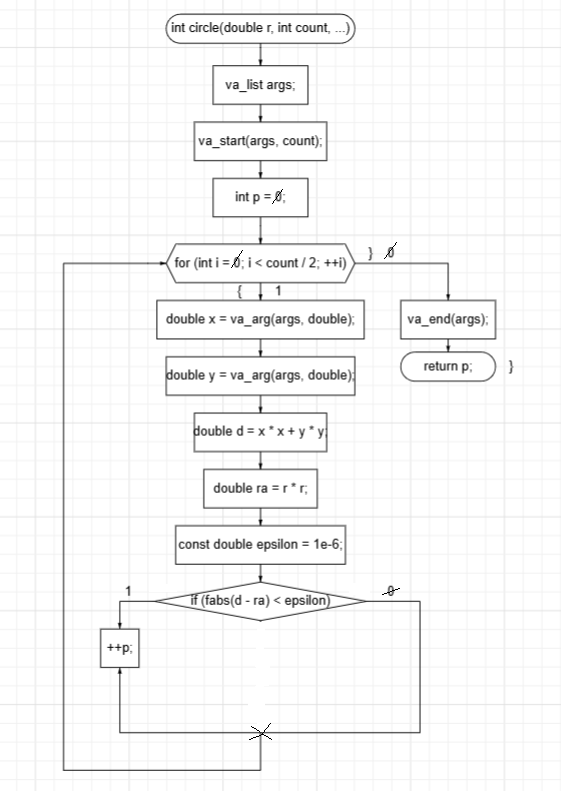 int circle(double r, int count, ...)
va_list args;
va_start(args, count);
int p = 0;
for (int i = 0; i < count / 2; ++i)
} 0
{ 1
double x = va_arg(args, double);
va_end(args);
double y = va_arg(args, double);
return p; }
double d = x * x + y * y;
double ra = r * r;
const double epsilon = 1e-6;
if (fabs(d - ra) < epsilon)
1
0
++p;